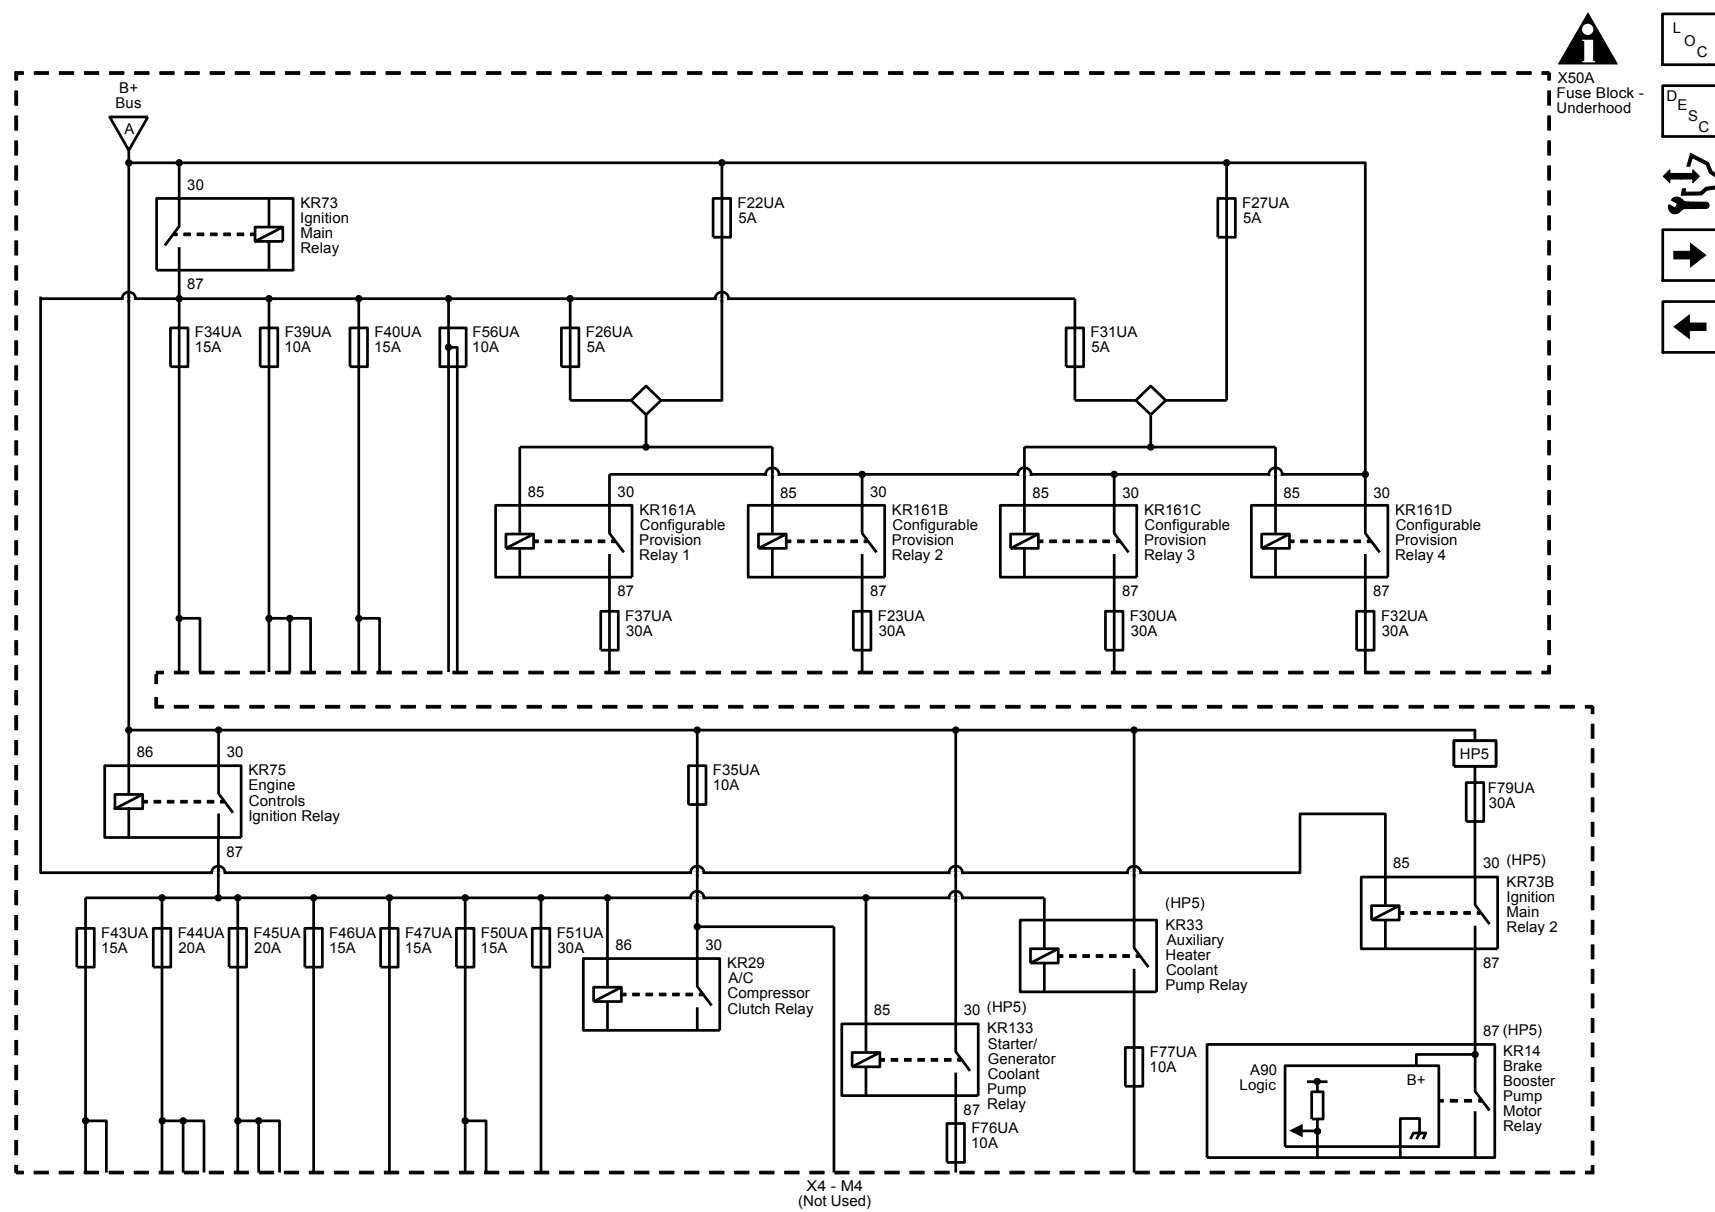 B+
Bus
A
X50A
Fuse Block -
Underhood
L
O
C
D
E
S
C
30
KR73
Ignition
Main
Relay
87
F22UA
5A
F27UA
5A
F34UA
15A
F39UA
10A
F40UA
15A
F56UA
10A
F26UA
5A
F31UA
5A
85
30
KR161A
Configurable
Provision
Relay 1
87
F37UA
30A
85
30
KR161B
Configurable
Provision
Relay 2
87
F23UA
30A
85
30
KR161C
Configurable
Provision
Relay 3
87
F30UA
30A
85
30
KR161D
Configurable
Provision
Relay 4
87
F32UA
30A
86
30
KR75
Engine
Controls
Ignition Relay
87
F35UA
10A
HP5
F79UA
30A
85
30 (HP5)
KR73B
Ignition
Main
Relay 2
87
F43UA
15A
F44UA
20A
F45UA
20A
F46UA
15A
F47UA
15A
F50UA
15A
F51UA
30A
86
30
KR29
A/C
Compressor
Clutch Relay
85
30 (HP5)
KR133
Starter/
Generator
Coolant
Pump
Relay
87
F76UA
10A
(HP5)
KR33
Auxiliary
Heater
Coolant
Pump Relay
F77UA
10A
87 (HP5)
KR14
Brake
Booster
Pump
Motor
Relay
A90
Logic
B+
X4 - M4
(Not Used)